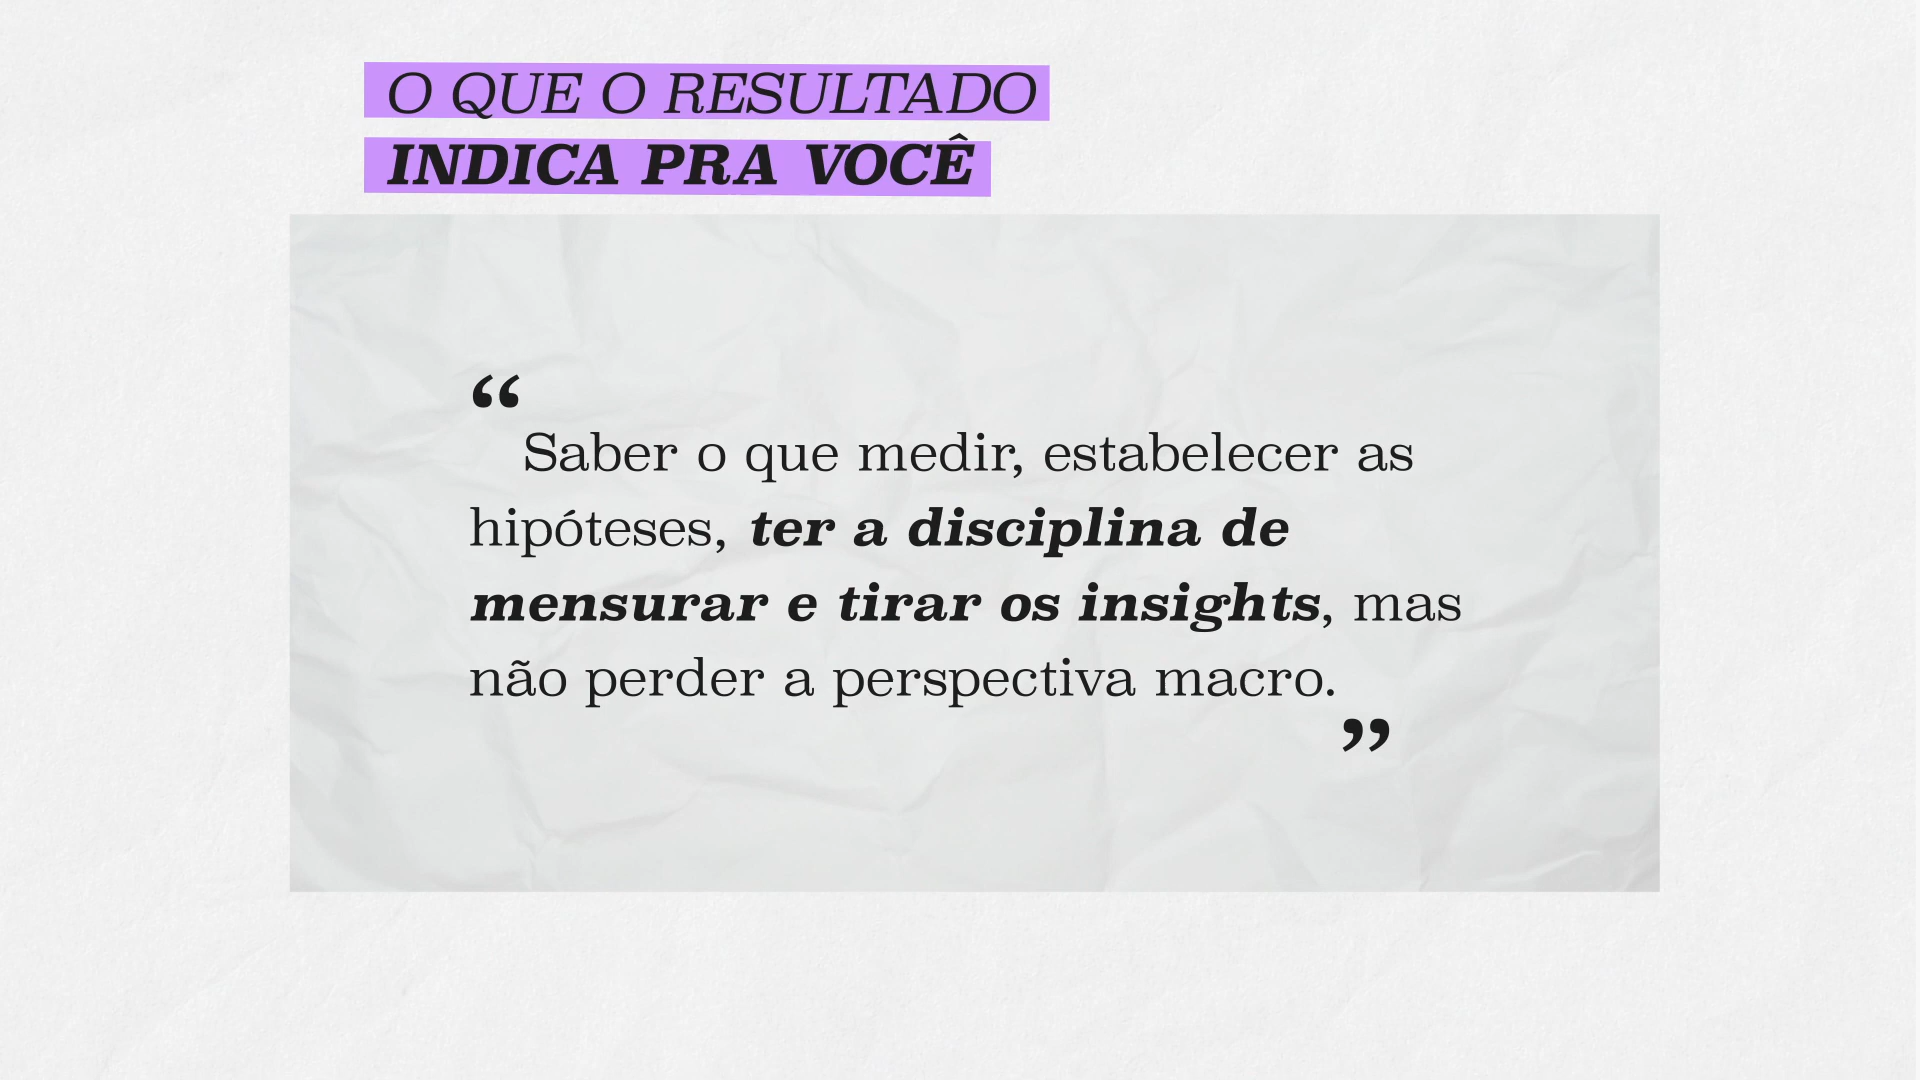 O QUE O RESULTADO
INDICA PRA VOCÊ
“
Saber o que medir, estabelecer as
hipóteses, ter a disciplina de
mensurar e tirar os insights, mas
não perder a perspectiva macro.
”